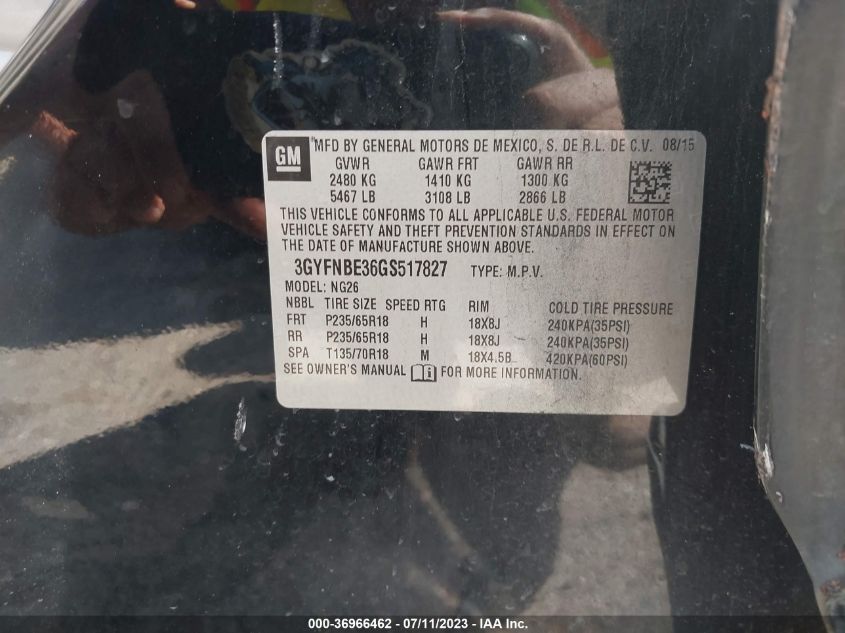 GM
MFD BY GENERAL MOTORS DE MEXICO, S. DE R.L. DE C.V. 08/15
GVWR GAWR FRT GAWR RR
2480 KG 1410 KG 1300 KG
5467 LB 3108 LB 2866 LB
THIS VEHICLE CONFORMS TO ALL APPLICABLE U.S. FEDERAL MOTOR
VEHICLE SAFETY AND THEFT PREVENTION STANDARDS IN EFFECT ON
THE DATE OF MANUFACTURE SHOWN ABOVE.
3GYFNBE36GS517827 TYPE: M.P.V.
MODEL: NG26
NBBL TIRE SIZE SPEED RTG RIM COLD TIRE PRESSURE
FRT P235/65R18 H 18X8J 240KPA(35PSI)
RR P235/65R18 H 18X8J 240KPA(35PSI)
SPA T135/70R18 M 18X4.5B 420KPA(60PSI)
SEE OWNER'S MANUAL FOR MORE INFORMATION.
000-36966462 - 07/11/2023 - IAA Inc.